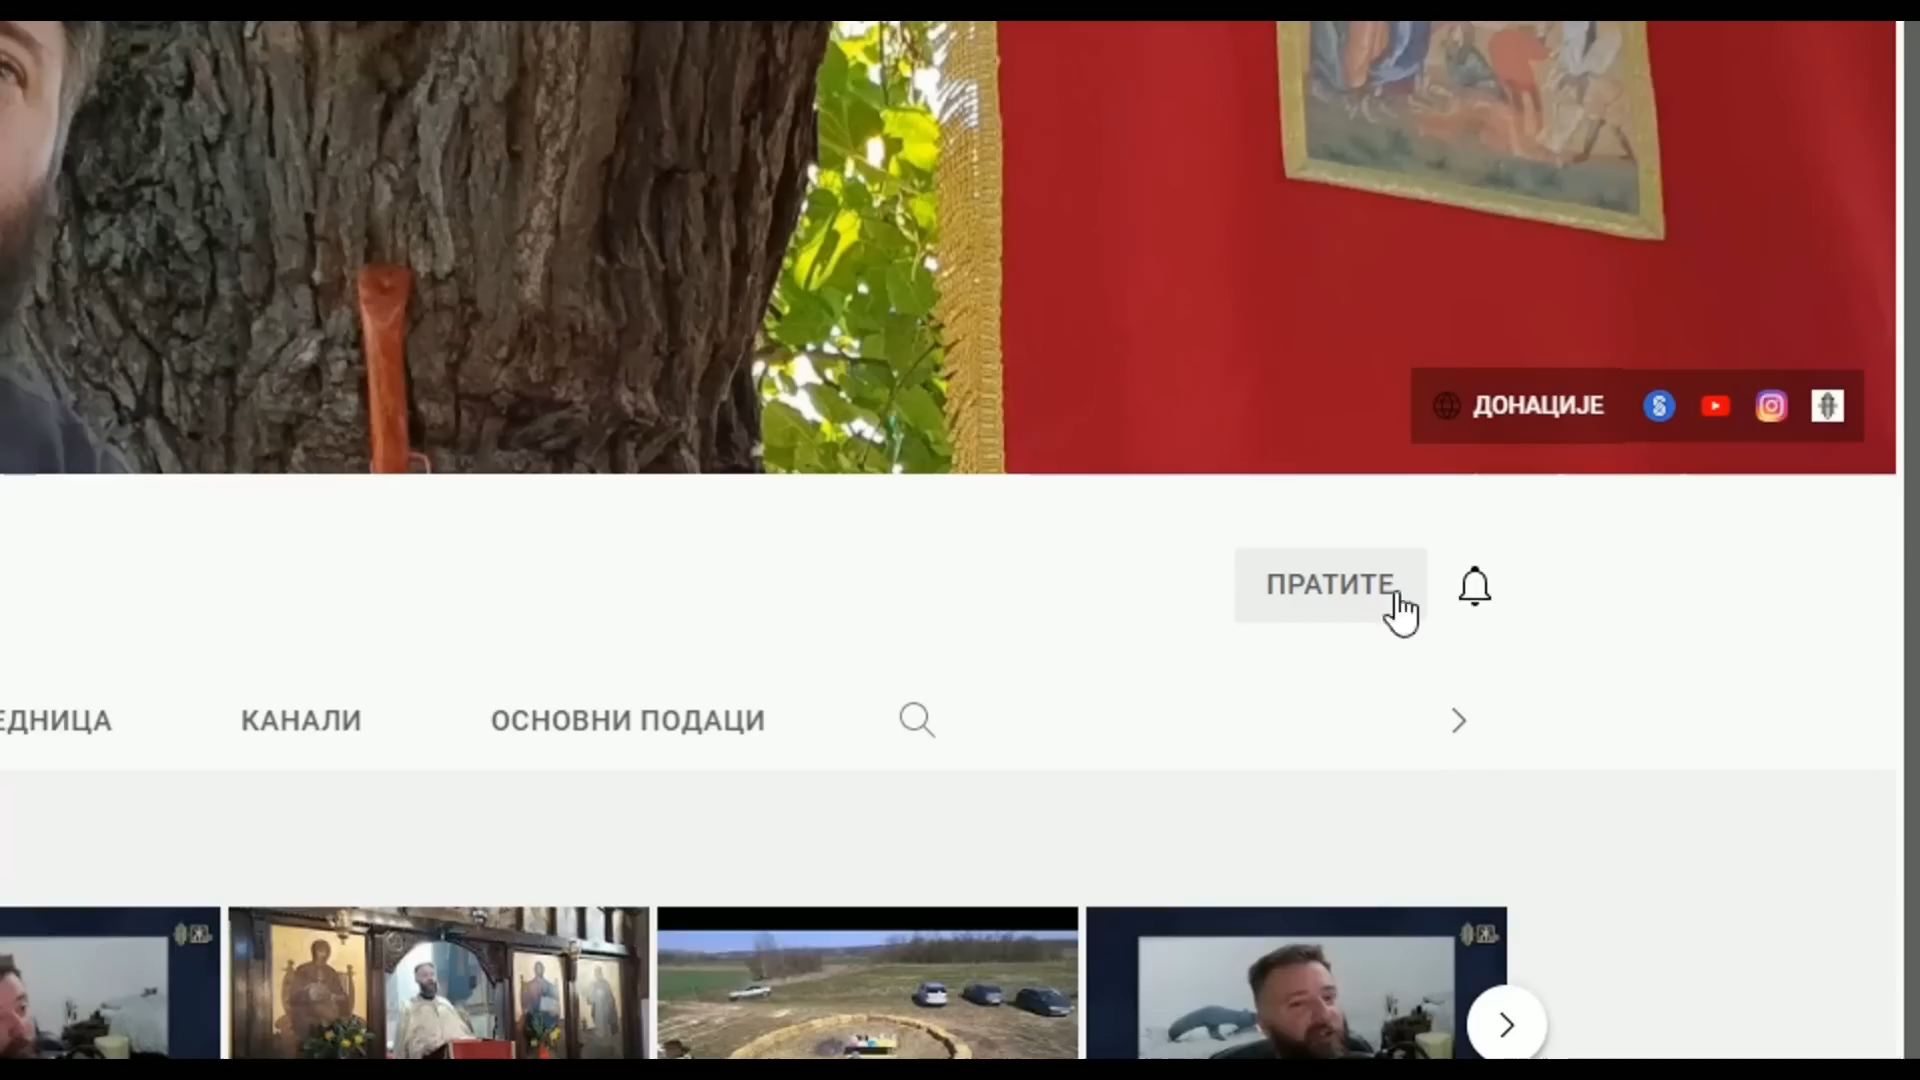 ДОНАЦИЈЕ
ПРАТИТЕ
ЕДНИЦА КАНАЛИ ОСНОВНИ ПОДАЦИ